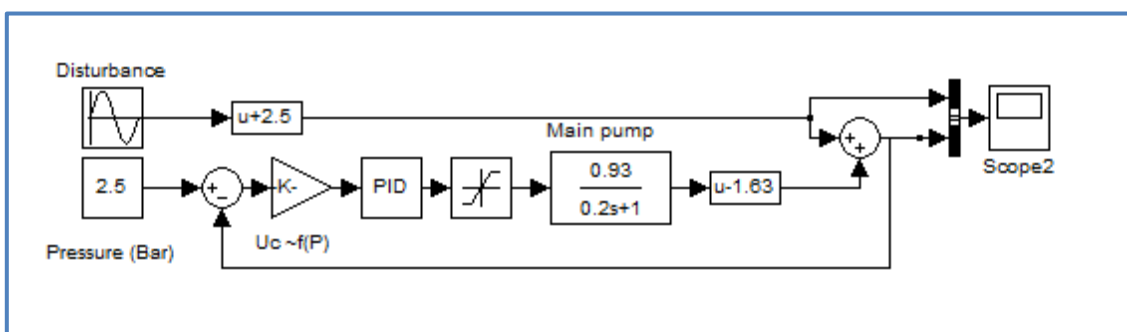 Disturbance
u+2.5
Main pump
Scope2
2.5
+
−
-K-
PID
0.93
0.2s+1
u-1.63
+
+
Uc ~f(P)
Pressure (Bar)